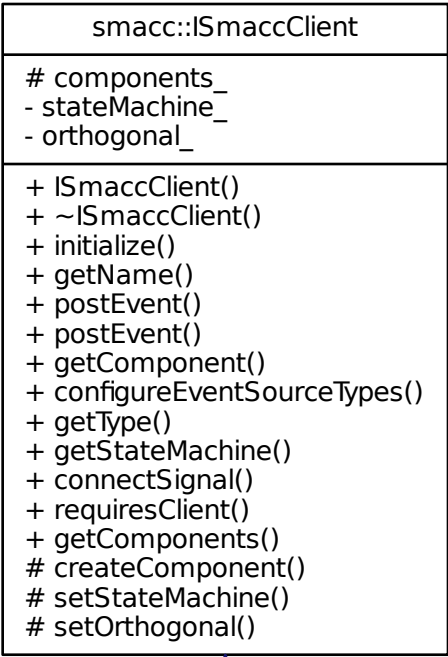 smacc::ISmaccClient
# components_
- stateMachine_
- orthogonal_
+ ISmaccClient()
+ ~ISmaccClient()
+ initialize()
+ getName()
+ postEvent()
+ postEvent()
+ getComponent()
+ configureEventSourceTypes()
+ getType()
+ getStateMachine()
+ connectSignal()
+ requiresClient()
+ getComponents()
# createComponent()
# setStateMachine()
# setOrthogonal()